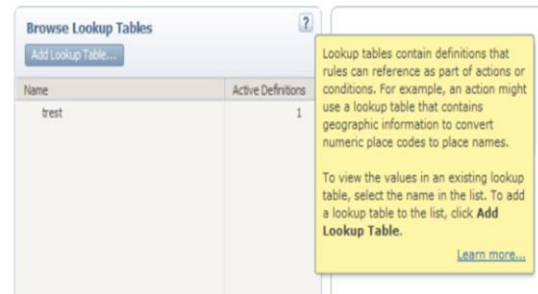 Browse Lookup Tables
?
Add Lookup Table...
Name
Active Definitions
trest
1
Lookup tables contain definitions that
rules can reference as part of actions or
conditions. For example, an action might
use a lookup table that contains
geographic information to convert
numeric place codes to place names.
To view the values in an existing lookup
table, select the name in the list. To add
a lookup table to the list, click Add
Lookup Table.
Learn more...